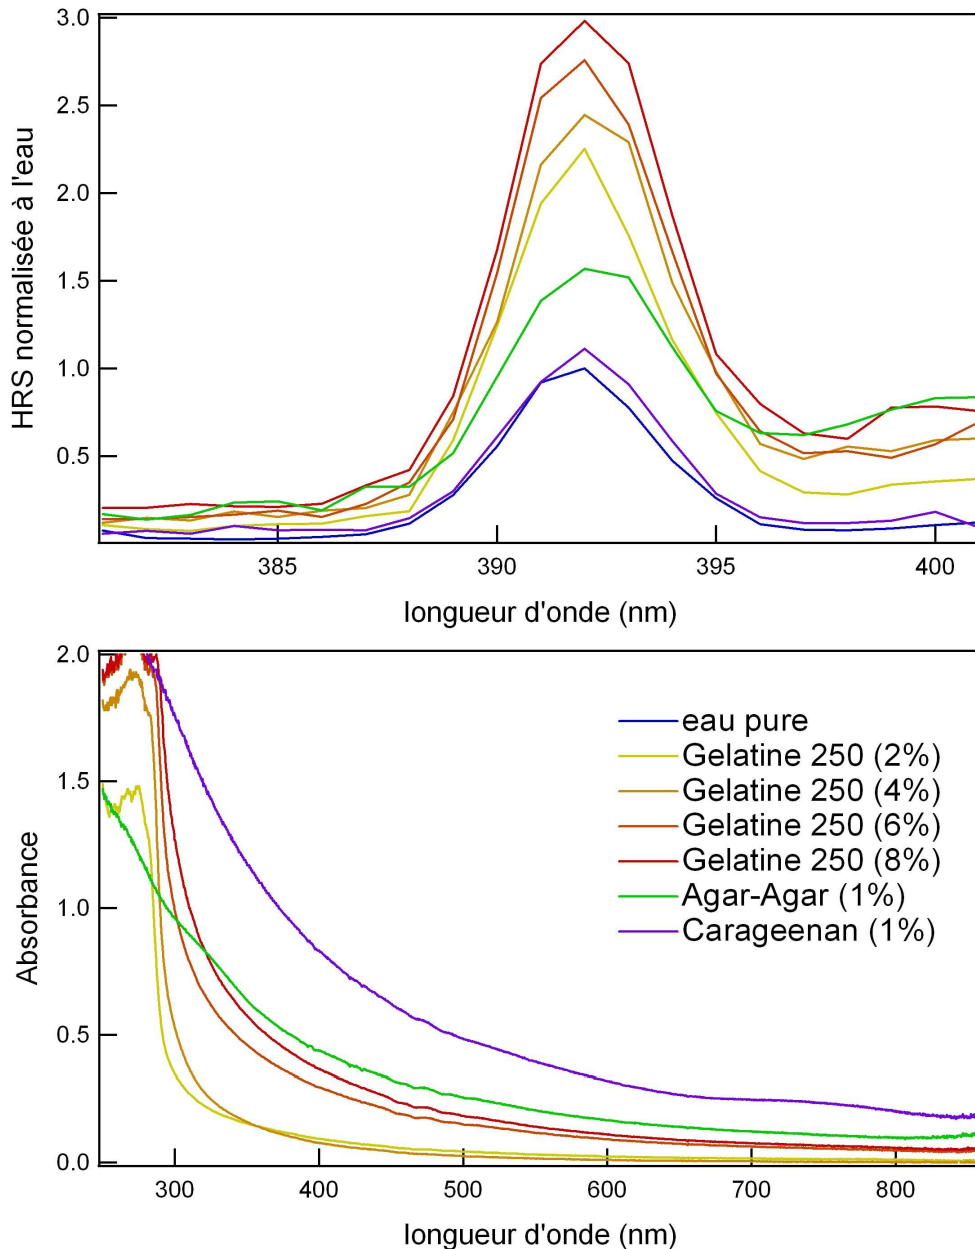 3.0
2.5
2.0
1.5
1.0
0.5
HRS normalisée à l'eau
385 390 395 400
longueur d'onde (nm)
2.0
1.5
1.0
0.5
0.0
Absorbance
eau pure
Gelatine 250 (2%)
Gelatine 250 (4%)
Gelatine 250 (6%)
Gelatine 250 (8%)
Agar-Agar (1%)
Carageenan (1%)
300 400 500 600 700 800
longueur d'onde (nm)